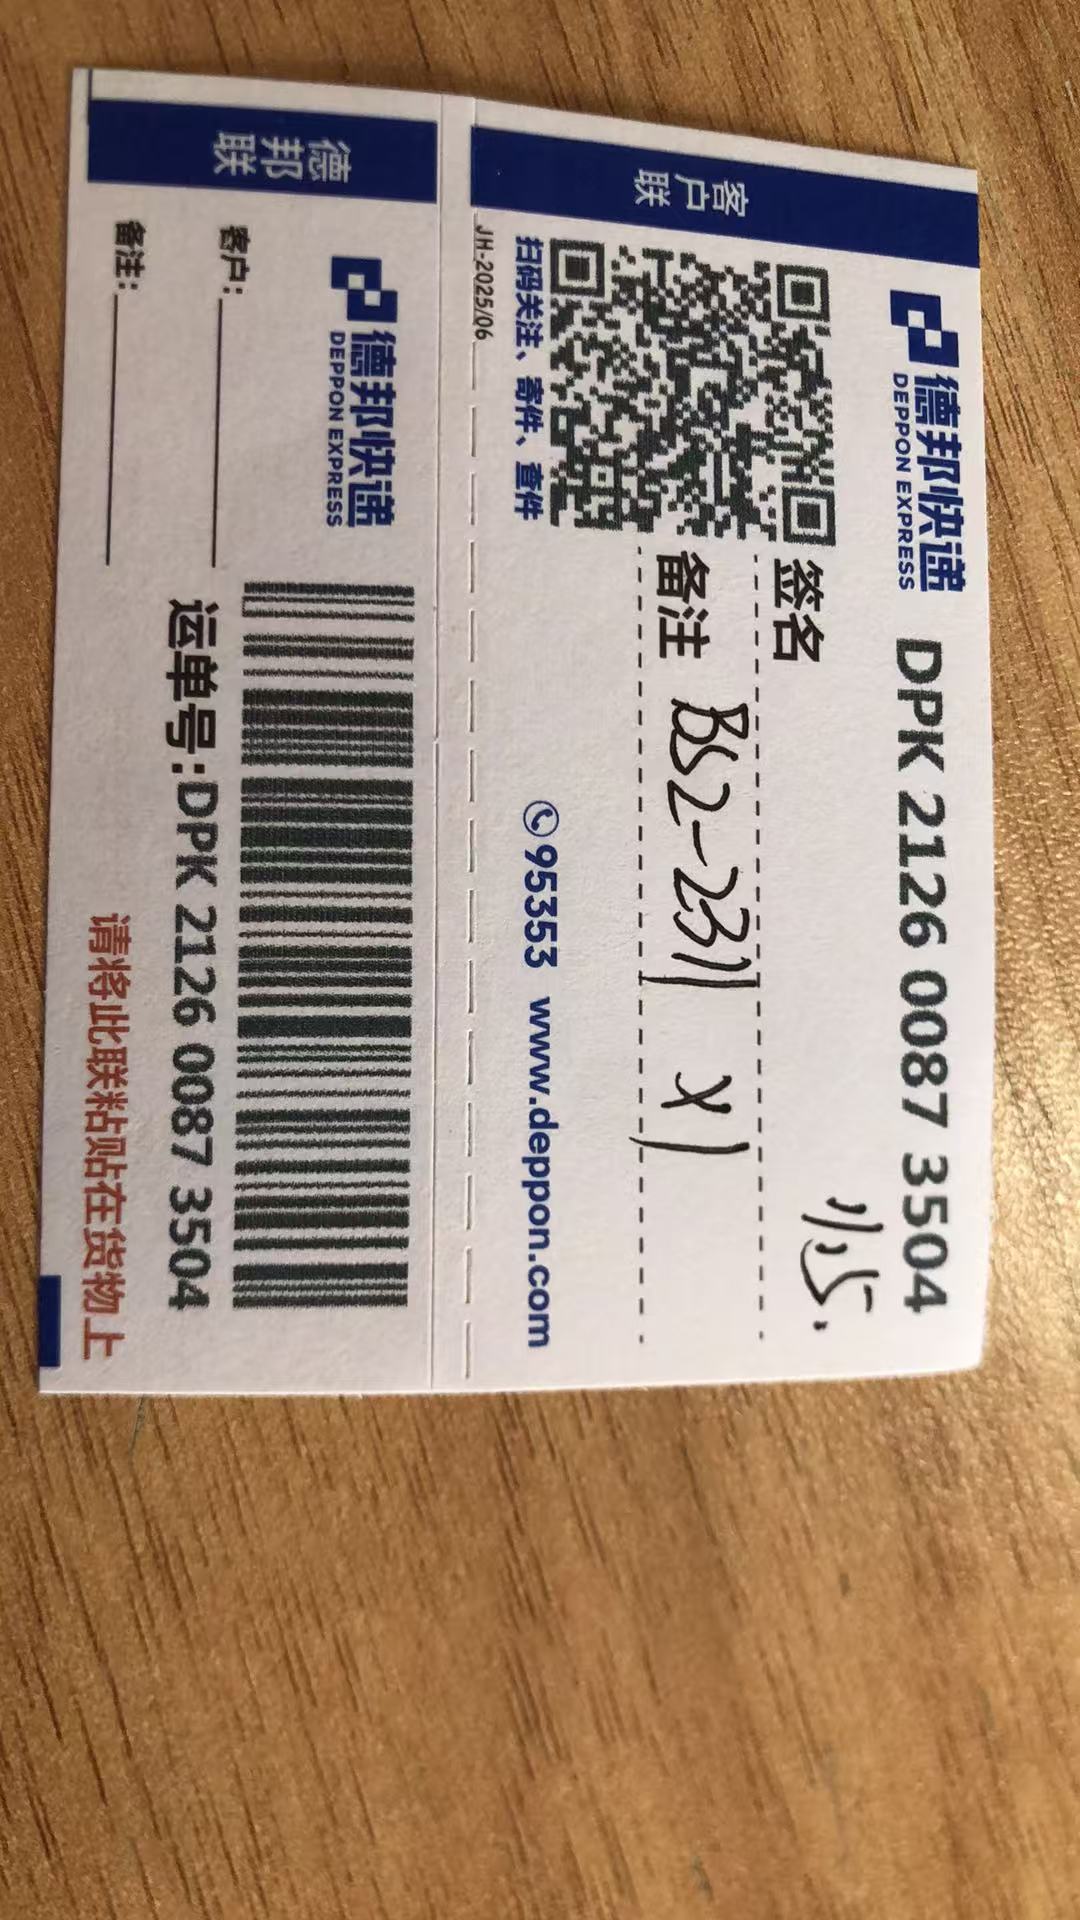 客户联
德邦快递 DPK 2126 0087 3504
DEPPON EXPRESS
11.15.
签名
备注 BS2-2311 x1
扫码关注、寄件、查件
95353 www.deppon.com
JH-2025/06
德邦联
德邦快递
DEPPON EXPRESS
客户:
运单号:DPK 2126 0087 3504
备注:
请将此联粘贴在货物上